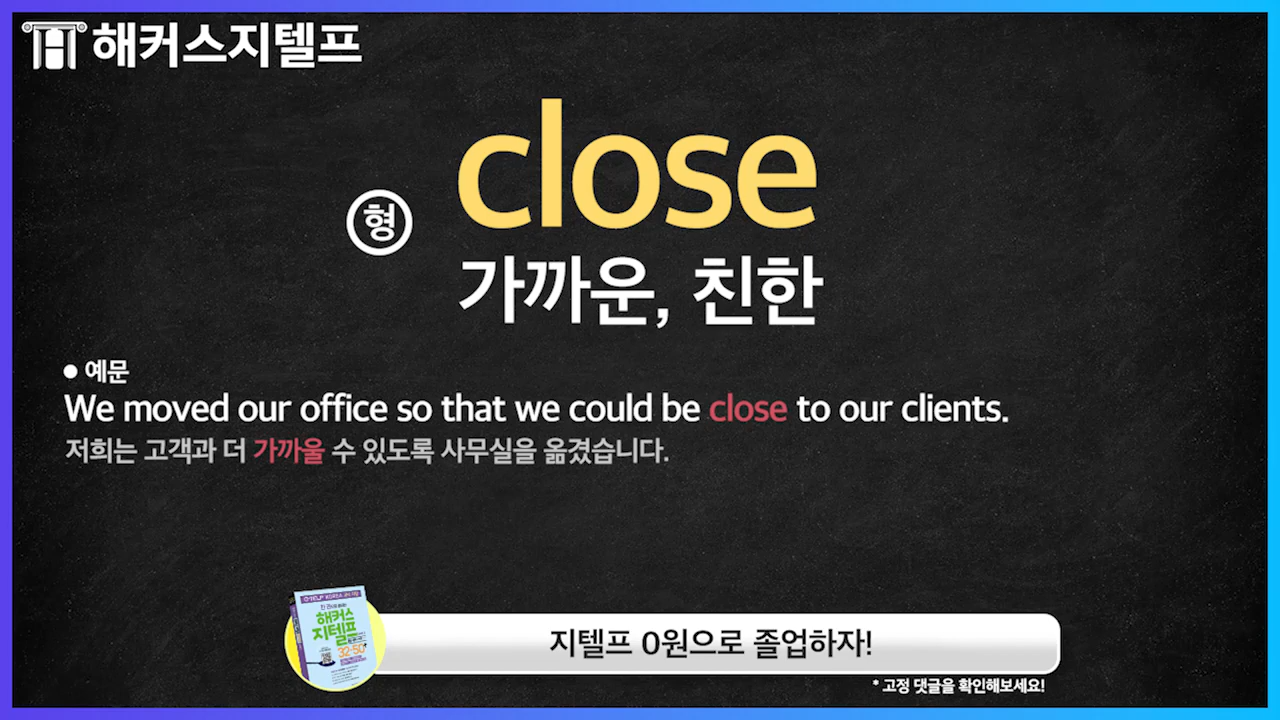 해커스지텔프
close
형
가까운, 친한
● 예문
We moved our office so that we could be close to our clients.
저희는 고객과 더 가까울 수 있도록 사무실을 옮겼습니다.
해커스
지텔프
32-50
지텔프 0원으로 졸업하자!
* 고정 댓글을 확인해보세요!